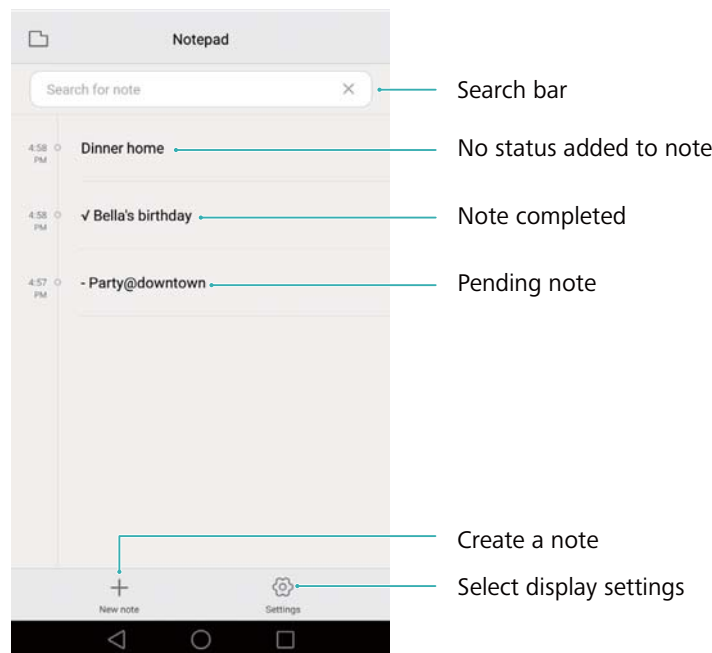 Notepad
Search for note
Search bar
4:58 PM
Dinner home
No status added to note
4:58 PM
√ Bella's birthday
Note completed
4:57 PM
- Party@downtown
Pending note
Create a note
Select display settings
New note
Settings